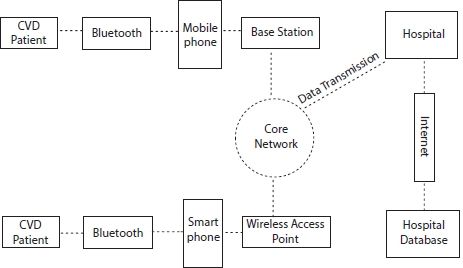 CVD
Patient
Bluetooth
Mobile
phone
Base Station
Hospital
Data Transmission
Core
Network
Internet
CVD
Patient
Bluetooth
Smart
phone
Wireless Access
Point
Hospital
Database